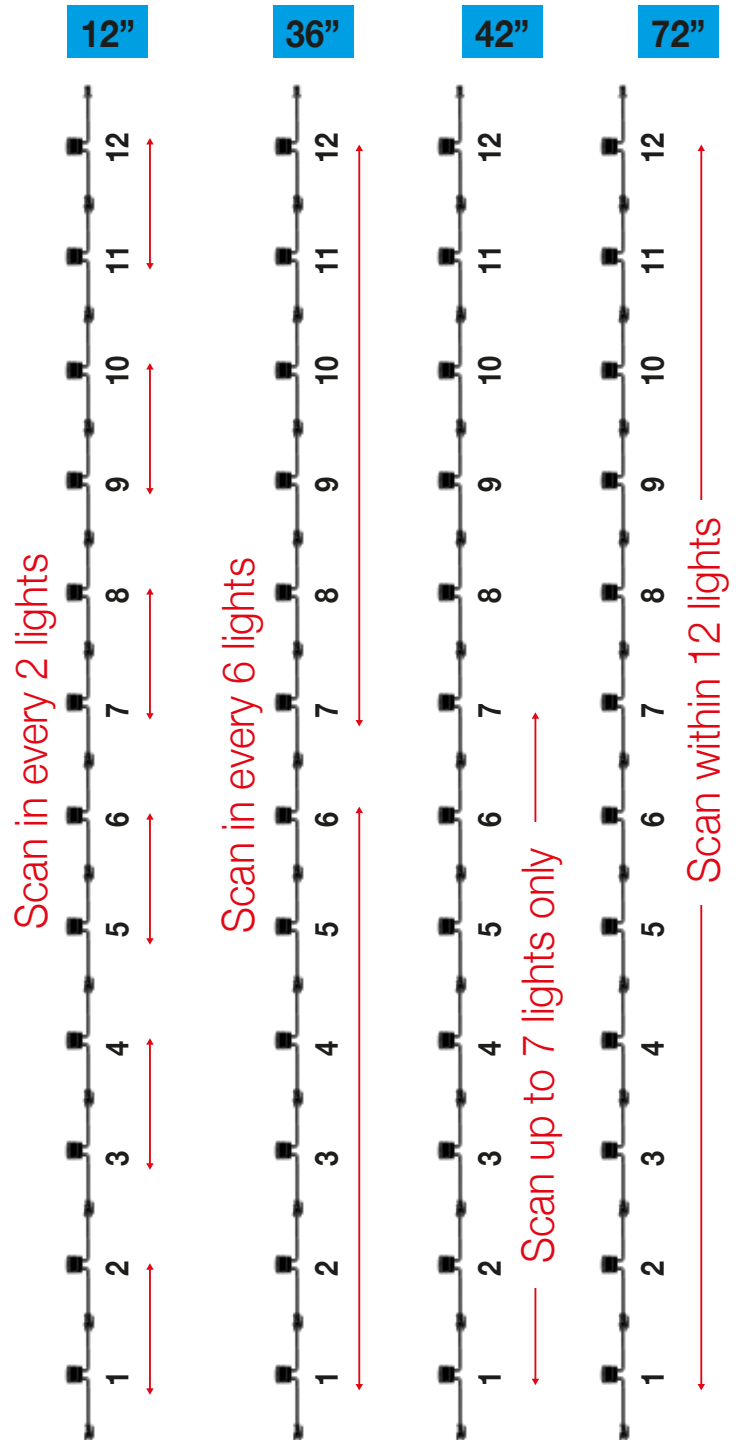 12”
36”
42”
72”
Scan in every 2 lights
1 2 3 4 5 6 7 8 9 10 11 12
Scan in every 6 lights
1 2 3 4 5 6 7 8 9 10 11 12
1 2 3 4 5 6 7 8 9 10 11 12
Scan up to 7 lights only
1 2 3 4 5 6 7 8 9 10 11 12
Scan within 12 lights